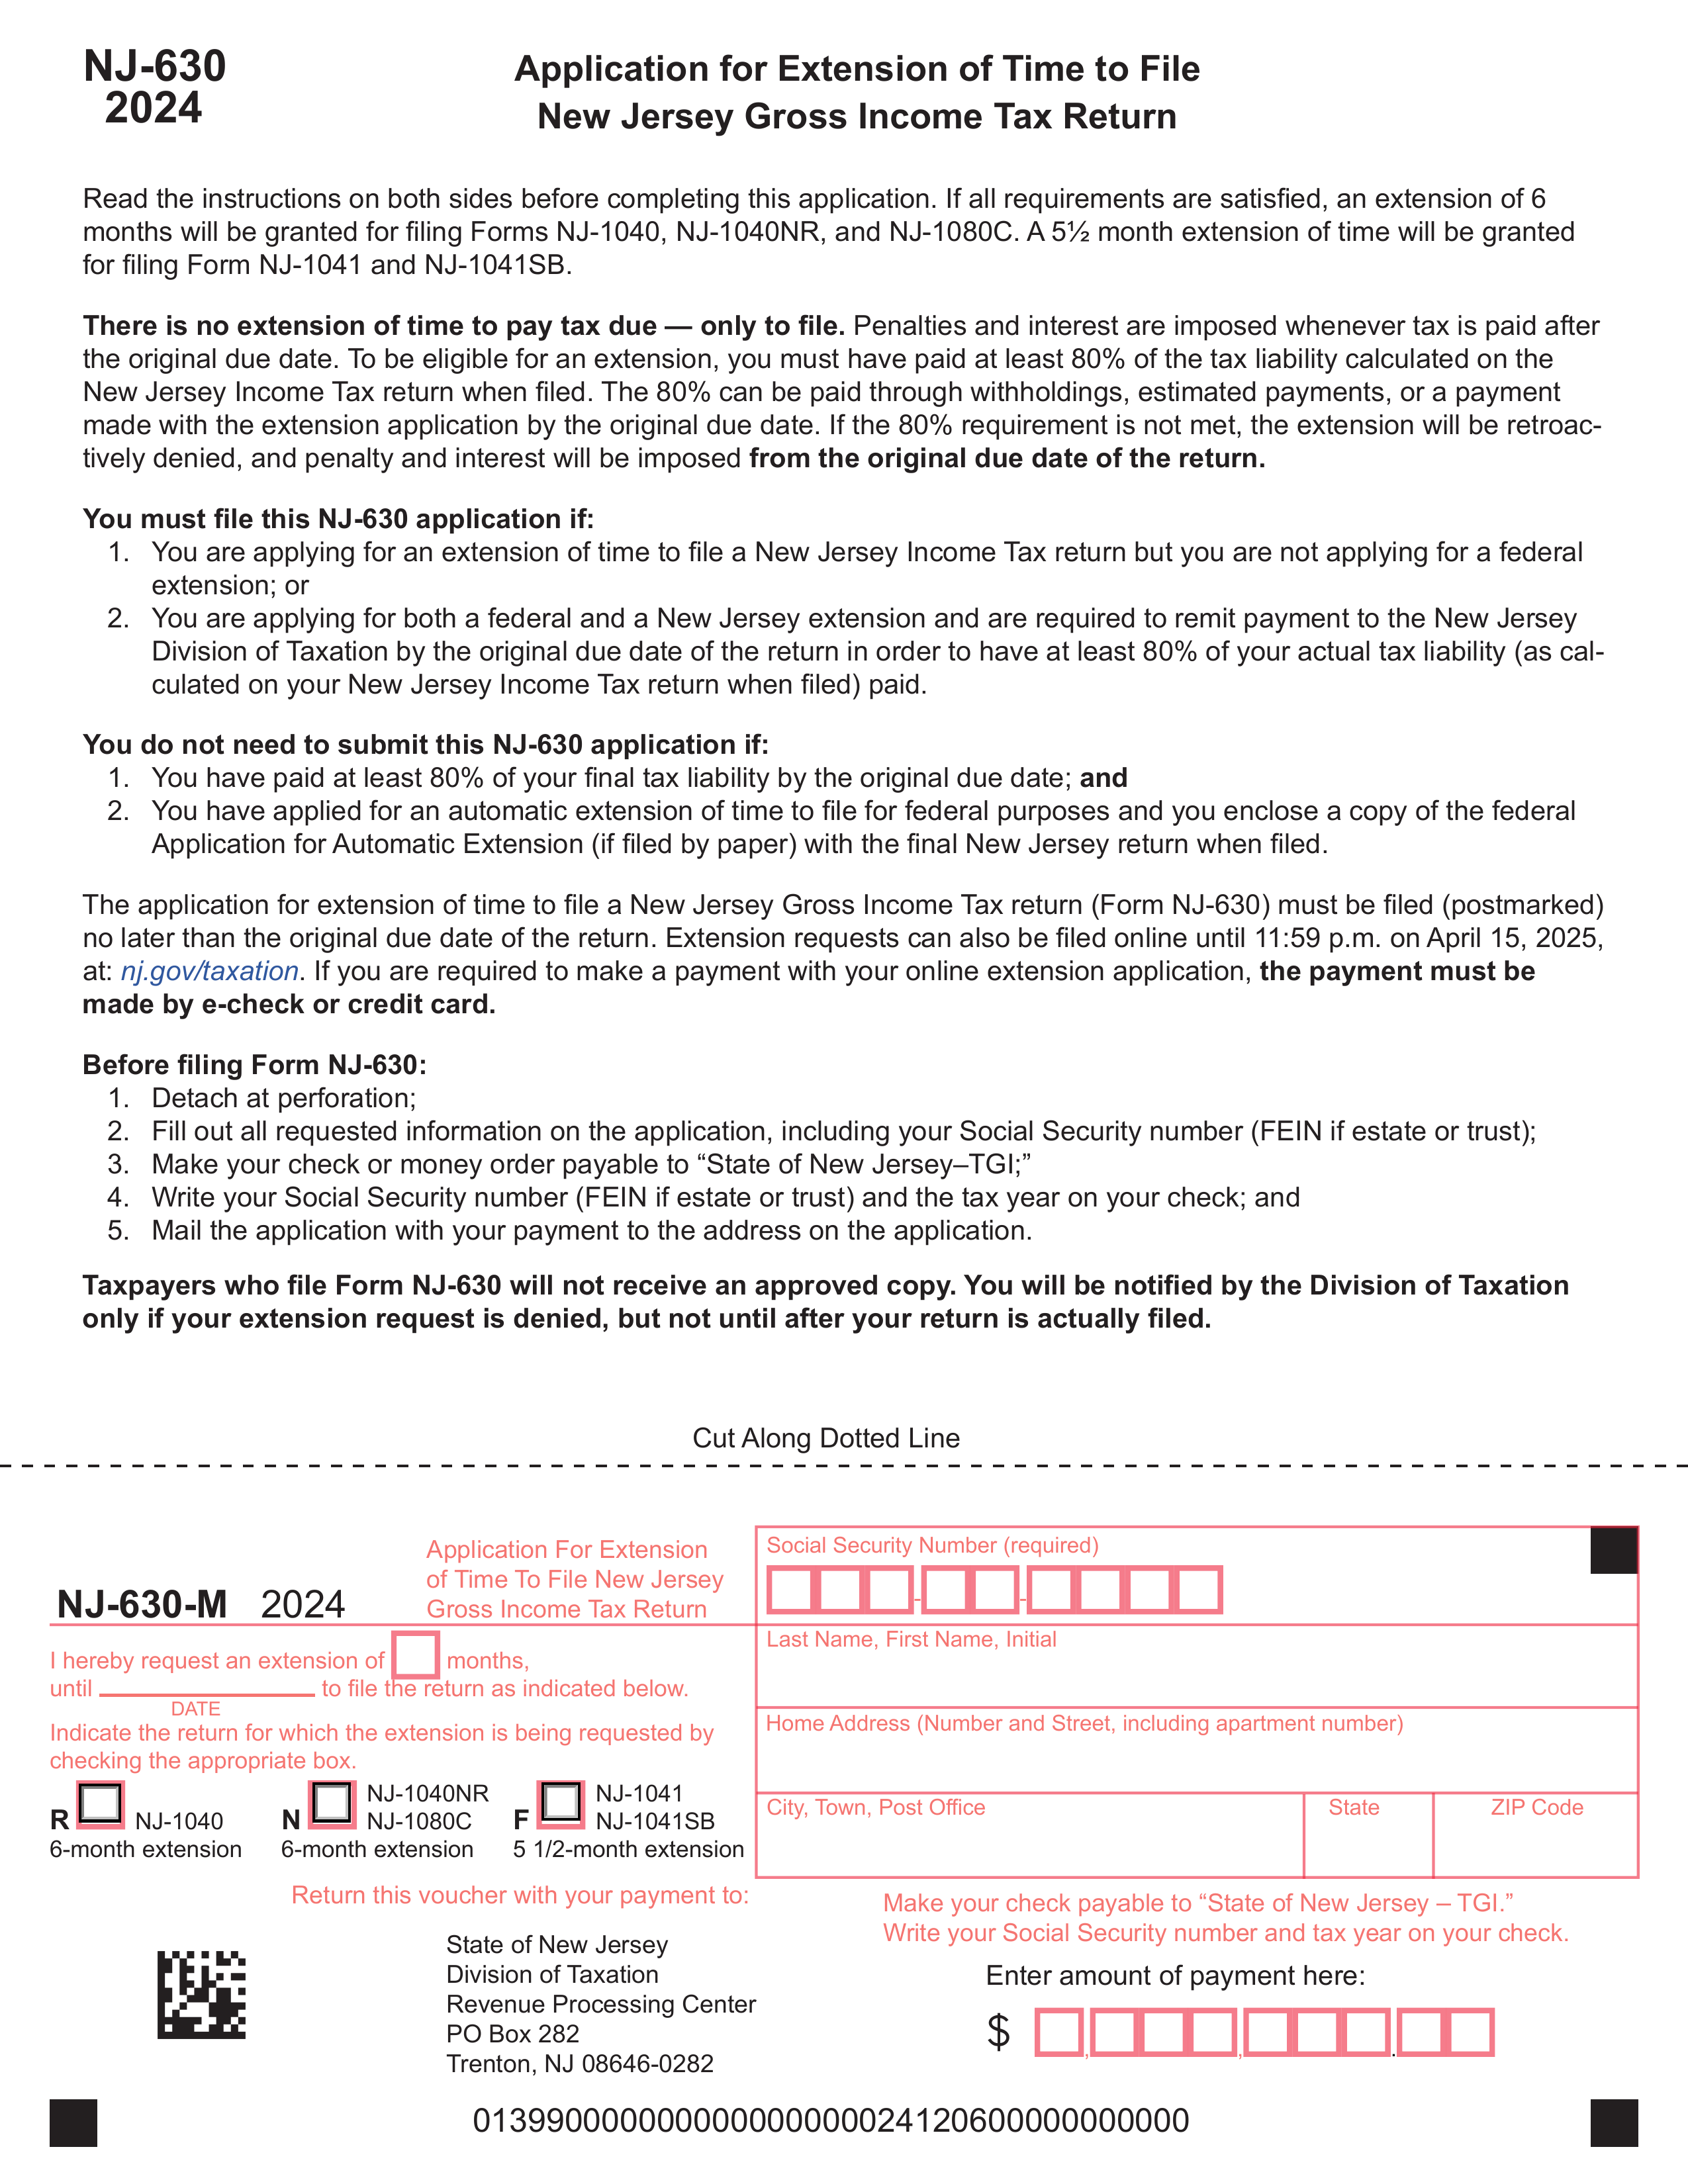 NJ-630
2024
Application for Extension of Time to File
New Jersey Gross Income Tax Return
Read the instructions on both sides before completing this application. If all requirements are satisfied, an extension of 6
months will be granted for filing Forms NJ-1040, NJ-1040NR, and NJ-1080C. A 5½ month extension of time will be granted
for filing Form NJ-1041 and NJ-1041SB.
There is no extension of time to pay tax due — only to file. Penalties and interest are imposed whenever tax is paid after
the original due date. To be eligible for an extension, you must have paid at least 80% of the tax liability calculated on the
New Jersey Income Tax return when filed. The 80% can be paid through withholdings, estimated payments, or a payment
made with the extension application by the original due date. If the 80% requirement is not met, the extension will be retroac-
tively denied, and penalty and interest will be imposed from the original due date of the return.
You must file this NJ-630 application if:
1. You are applying for an extension of time to file a New Jersey Income Tax return but you are not applying for a federal
extension; or
2. You are applying for both a federal and a New Jersey extension and are required to remit payment to the New Jersey
Division of Taxation by the original due date of the return in order to have at least 80% of your actual tax liability (as cal-
culated on your New Jersey Income Tax return when filed) paid.
You do not need to submit this NJ-630 application if:
1. You have paid at least 80% of your final tax liability by the original due date; and
2. You have applied for an automatic extension of time to file for federal purposes and you enclose a copy of the federal
Application for Automatic Extension (if filed by paper) with the final New Jersey return when filed.
The application for extension of time to file a New Jersey Gross Income Tax return (Form NJ-630) must be filed (postmarked)
no later than the original due date of the return. Extension requests can also be filed online until 11:59 p.m. on April 15, 2025,
at: nj.gov/taxation. If you are required to make a payment with your online extension application, the payment must be
made by e-check or credit card.
Before filing Form NJ-630:
1. Detach at perforation;
2. Fill out all requested information on the application, including your Social Security number (FEIN if estate or trust);
3. Make your check or money order payable to “State of New Jersey–TGI;”
4. Write your Social Security number (FEIN if estate or trust) and the tax year on your check; and
5. Mail the application with your payment to the address on the application.
Taxpayers who file Form NJ-630 will not receive an approved copy. You will be notified by the Division of Taxation
only if your extension request is denied, but not until after your return is actually filed.
Cut Along Dotted Line
NJ-630-M 2024
Application For Extension
of Time To File New Jersey
Gross Income Tax Return
I hereby request an extension of months,
until to file the return as indicated below.
DATE
Indicate the return for which the extension is being requested by
checking the appropriate box.
R NJ-1040
6-month extension
N NJ-1040NR
NJ-1080C
6-month extension
F NJ-1041
NJ-1041SB
5 1/2-month extension
Social Security Number (required)
- -
Last Name, First Name, Initial
Home Address (Number and Street, including apartment number)
City, Town, Post Office
State
ZIP Code
Return this voucher with your payment to:
State of New Jersey
Division of Taxation
Revenue Processing Center
PO Box 282
Trenton, NJ 08646-0282
Make your check payable to “State of New Jersey – TGI.”
Write your Social Security number and tax year on your check.
Enter amount of payment here:
$ , , .